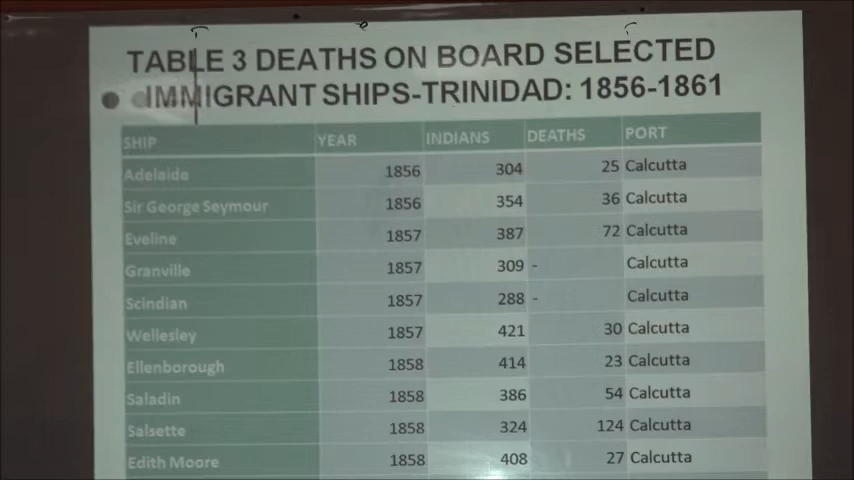 TABLE 3 DEATHS ON BOARD SELECTED
IMMIGRANT SHIPS-TRINIDAD: 1856-1861
SHIP YEAR INDIANS DEATHS PORT
Adelaide 1856 304 25 Calcutta
Sir George Seymour 1856 354 36 Calcutta
Eveline 1857 387 72 Calcutta
Granville 1857 309 - Calcutta
Scindian 1857 288 - Calcutta
Wellesley 1857 421 30 Calcutta
Ellenborough 1858 414 23 Calcutta
Saladin 1858 386 54 Calcutta
Salsette 1858 324 124 Calcutta
Edith Moore 1858 408 27 Calcutta